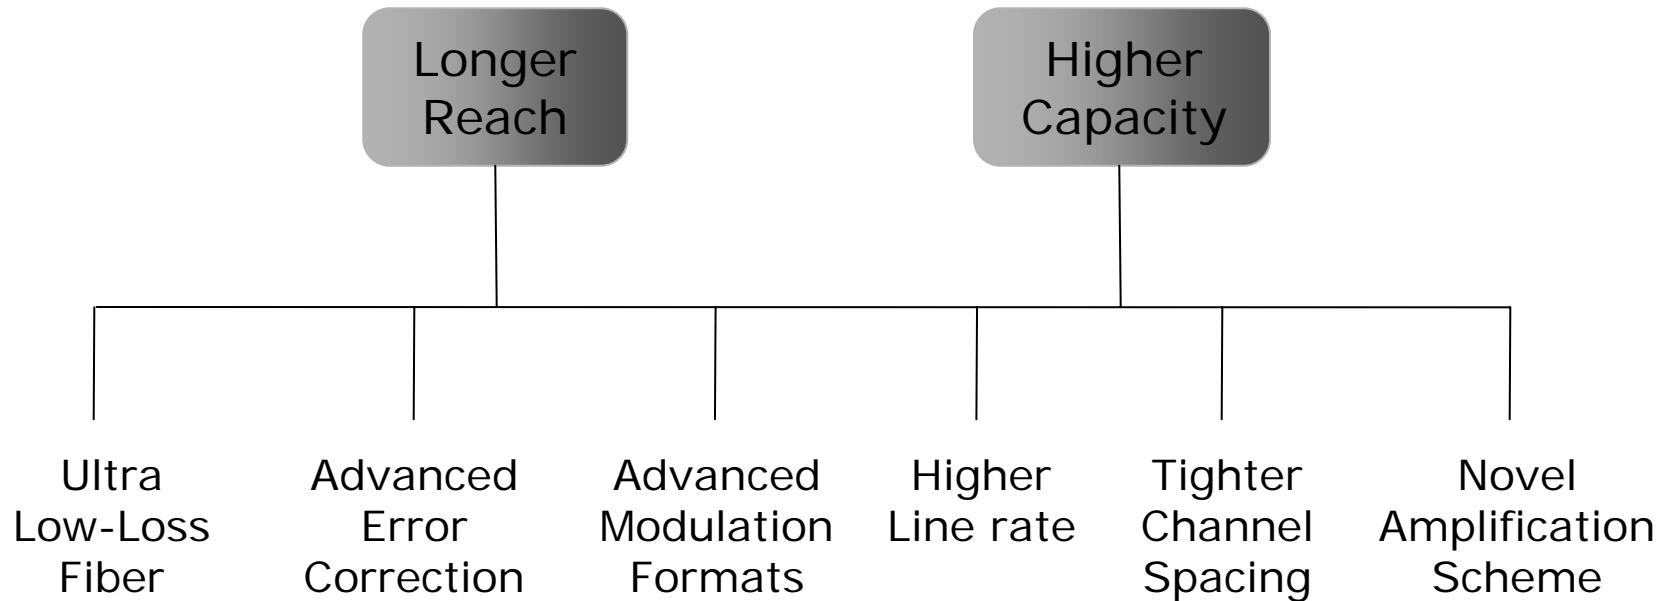 Longer
Reach
Higher
Capacity
Ultra
Low-Loss
Fiber
Advanced
Error
Correction
Advanced
Modulation
Formats
Higher
Line rate
Tighter
Channel
Spacing
Novel
Amplification
Scheme